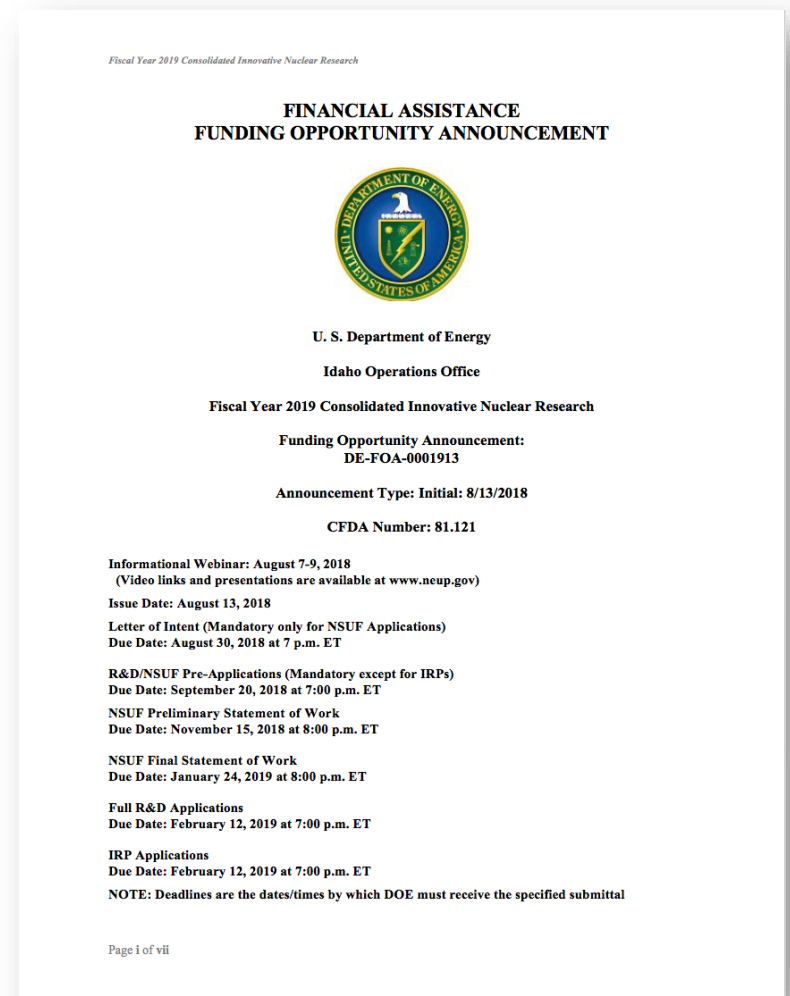 Fiscal Year 2019 Consolidated Innovative Nuclear Research
FINANCIAL ASSISTANCE
FUNDING OPPORTUNITY ANNOUNCEMENT
DEPARTMENT OF ENERGY
UNITED STATES OF AMERICA
U. S. Department of Energy
Idaho Operations Office
Fiscal Year 2019 Consolidated Innovative Nuclear Research
Funding Opportunity Announcement:
DE-FOA-0001913
Announcement Type: Initial: 8/13/2018
CFDA Number: 81.121
Informational Webinar: August 7-9, 2018
(Video links and presentations are available at www.neup.gov)
Issue Date: August 13, 2018
Letter of Intent (Mandatory only for NSUF Applications)
Due Date: August 30, 2018 at 7 p.m. ET
R&D/NSUF Pre-Applications (Mandatory except for IRPs)
Due Date: September 20, 2018 at 7:00 p.m. ET
NSUF Preliminary Statement of Work
Due Date: November 15, 2018 at 8:00 p.m. ET
NSUF Final Statement of Work
Due Date: January 24, 2019 at 8:00 p.m. ET
Full R&D Applications
Due Date: February 12, 2019 at 7:00 p.m. ET
IRP Applications
Due Date: February 12, 2019 at 7:00 p.m. ET
NOTE: Deadlines are the dates/times by which DOE must receive the specified submittal
Page i of vii